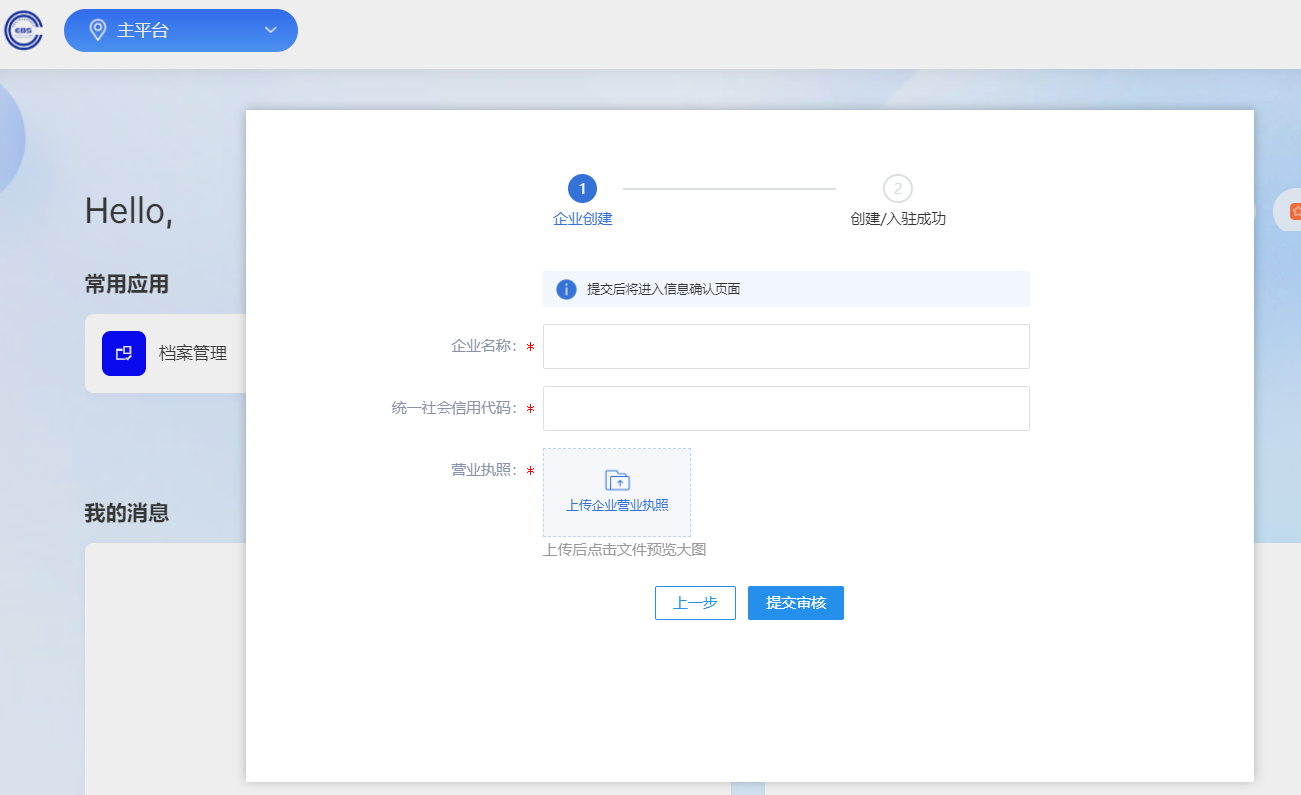 EBS
主平台
Hello,
常用应用
档案管理
我的消息
1
2
企业创建
创建/入驻成功
提交后将进入信息确认页面
企业名称： *
统一社会信用代码： *
营业执照： *
上传企业营业执照
上传后点击文件预览大图
上一步
提交审核